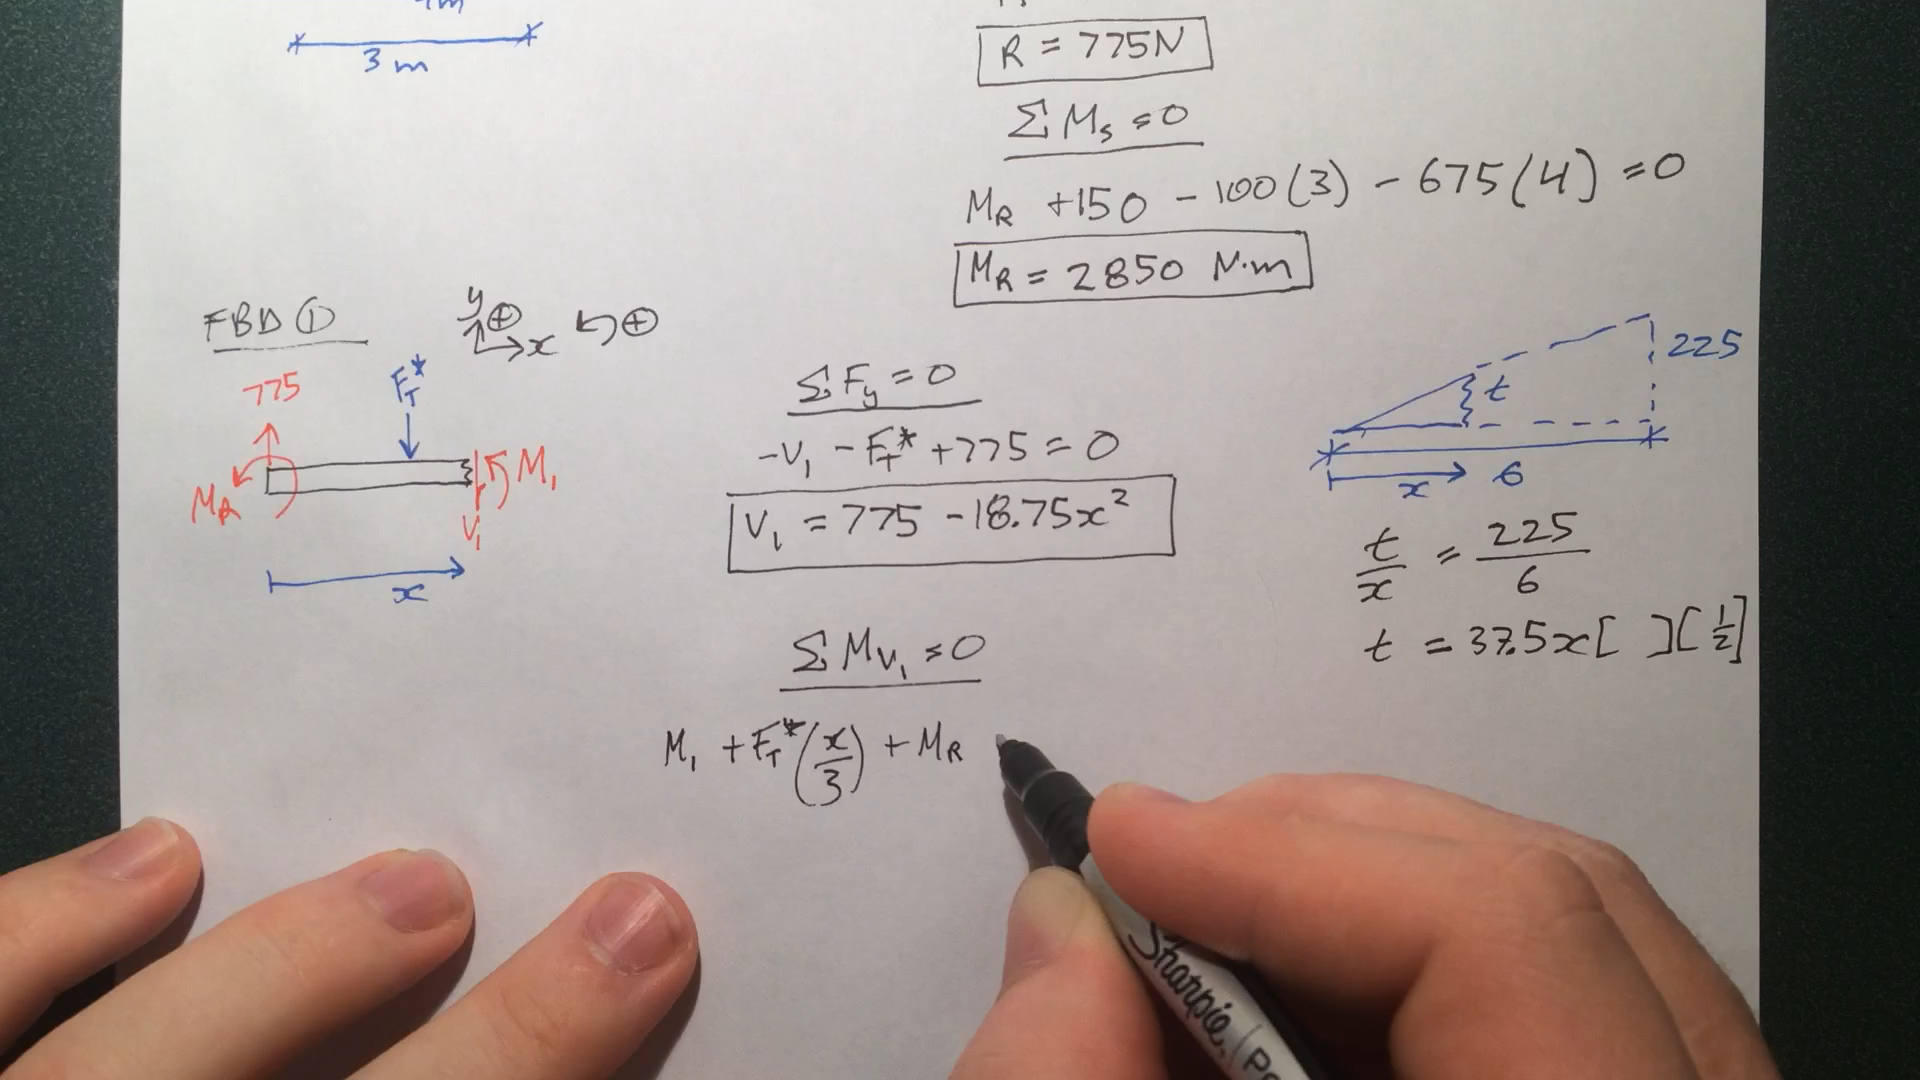 4m
3 m
R = 775N
ΣMs = 0
MR + 150 - 100(3) - 675(4) = 0
MR = 2850 N·m
FBD ①
y ⊕
x
⊕
775
FT*
MR
M1
V1
x
ΣFy = 0
-V1 - FT* + 775 = 0
V1 = 775 - 18.75x²
ΣMV1 = 0
M1 + FT*(x/3) + MR
225
t
x 6
t/x = 225/6
t = 37.5x[ ][1/2]
Sharpie